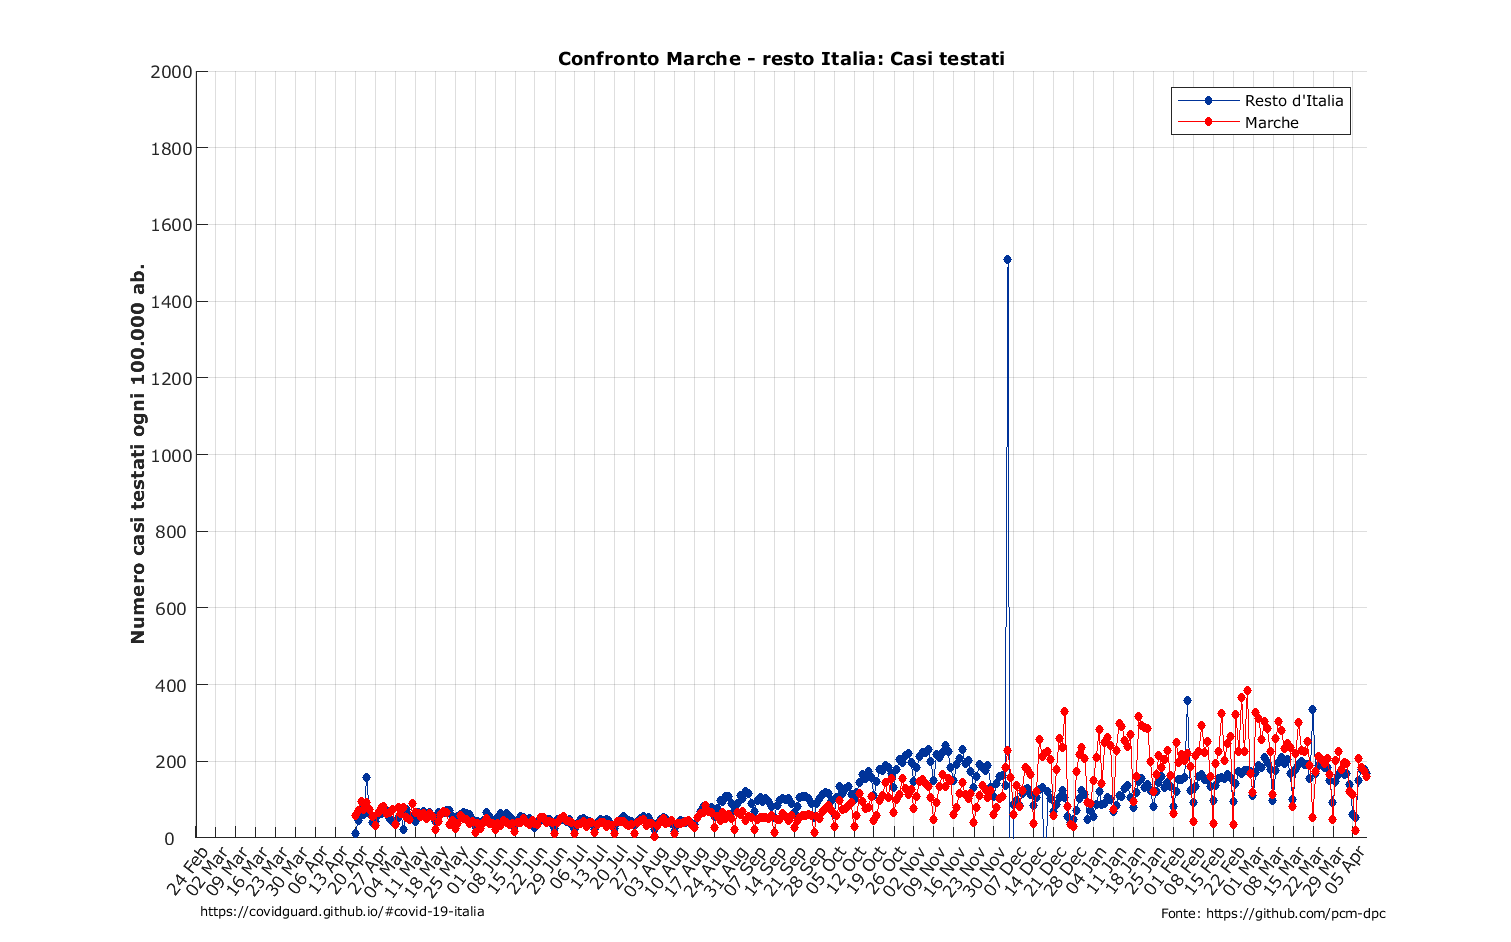 Confronto Marche - resto Italia: Casi testati
Resto d'Italia
Marche
Numero casi testati ogni 100.000 ab.
2000
1800
1600
1400
1200
1000
800
600
400
200
0
24 Feb
02 Mar
09 Mar
16 Mar
23 Mar
30 Mar
06 Apr
13 Apr
20 Apr
27 Apr
04 May
11 May
18 May
25 May
01 Jun
08 Jun
15 Jun
22 Jun
29 Jun
06 Jul
13 Jul
20 Jul
27 Jul
03 Aug
10 Aug
17 Aug
24 Aug
31 Aug
07 Sep
14 Sep
21 Sep
28 Sep
05 Oct
12 Oct
19 Oct
26 Oct
02 Nov
09 Nov
16 Nov
23 Nov
30 Nov
07 Dec
14 Dec
21 Dec
28 Dec
04 Jan
11 Jan
18 Jan
25 Jan
01 Feb
08 Feb
15 Feb
22 Feb
01 Mar
08 Mar
15 Mar
22 Mar
29 Mar
05 Apr
https://covidguard.github.io/#covid-19-italia
Fonte: https://github.com/pcm-dpc